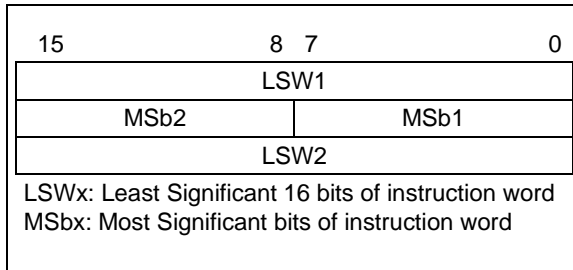 15 8 7 0
LSW1
MSb2 MSb1
LSW2
LSWx: Least Significant 16 bits of instruction word
MSbx: Most Significant bits of instruction word